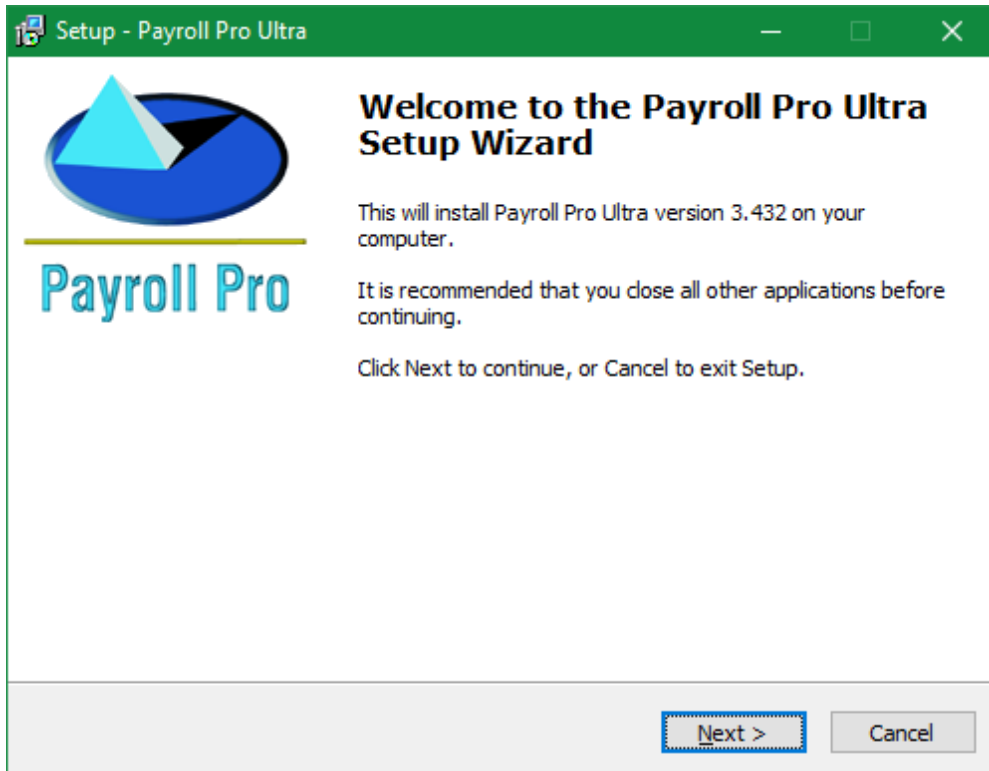 Setup - Payroll Pro Ultra
Welcome to the Payroll Pro Ultra
Setup Wizard
This will install Payroll Pro Ultra version 3.432 on your
computer.
Payroll Pro
It is recommended that you close all other applications before
continuing.
Click Next to continue, or Cancel to exit Setup.
Next >
Cancel